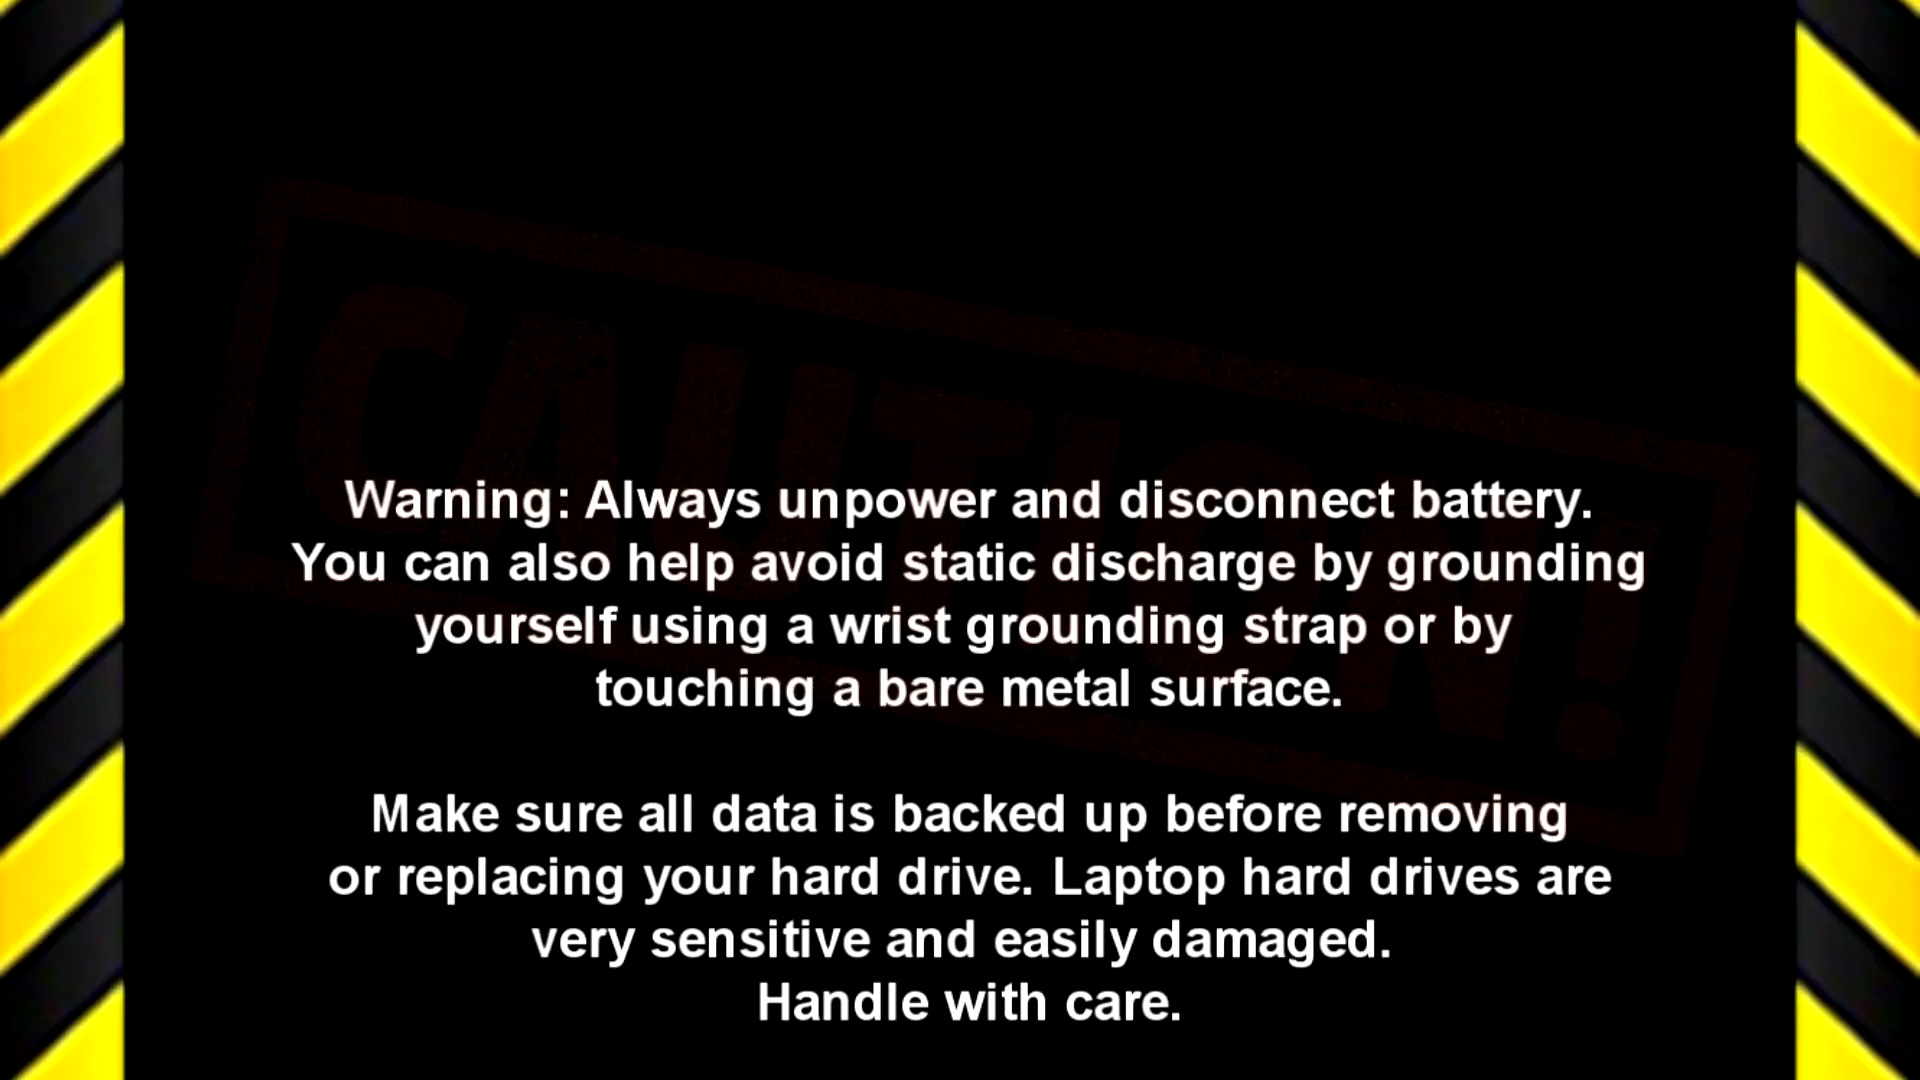 CAUTION!
Warning: Always unpower and disconnect battery.
You can also help avoid static discharge by grounding
yourself using a wrist grounding strap or by
touching a bare metal surface.
Make sure all data is backed up before removing
or replacing your hard drive. Laptop hard drives are
very sensitive and easily damaged.
Handle with care.